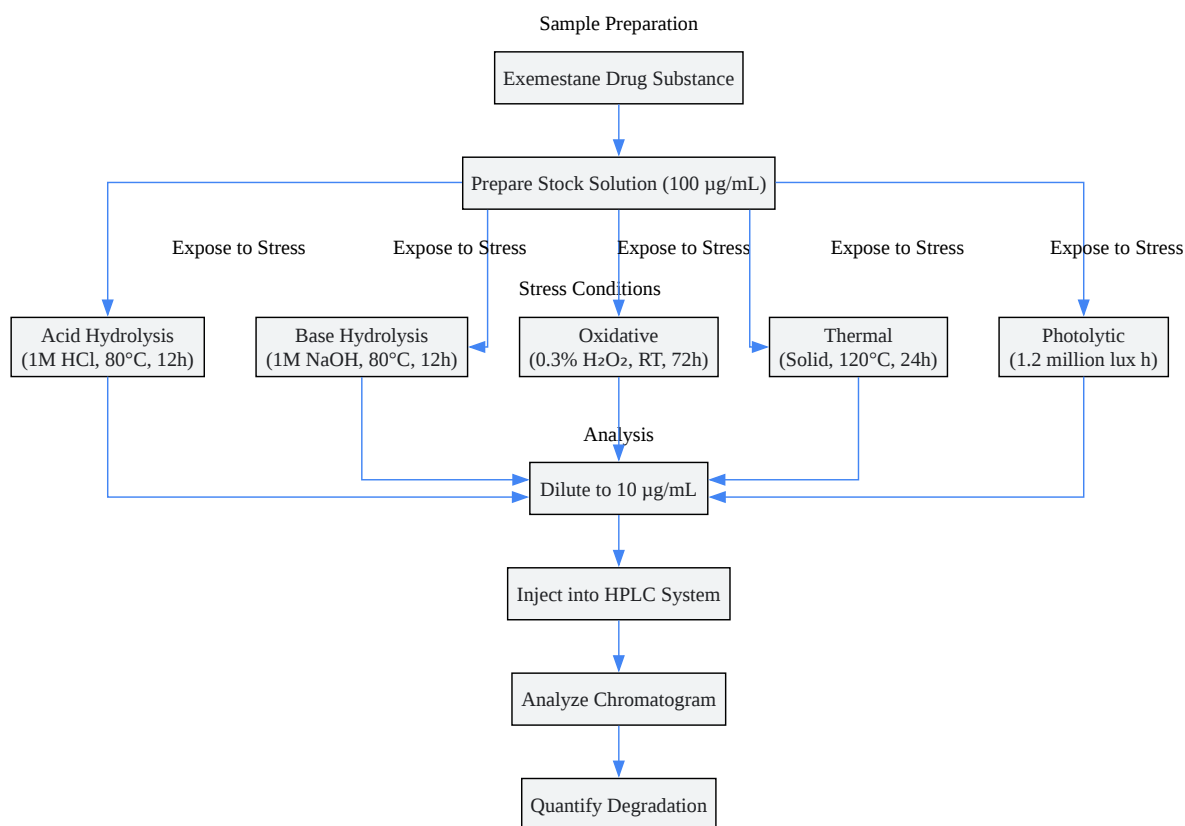 Sample Preparation
Exemestane Drug Substance
Prepare Stock Solution (100 µg/mL)
Expose to Stress
Expose to Stress
Expose to Stress
Expose to Stress
Expose to Stress
Stress Conditions
Acid Hydrolysis
(1M HCl, 80°C, 12h)
Base Hydrolysis
(1M NaOH, 80°C, 12h)
Oxidative
(0.3% H₂O₂, RT, 72h)
Thermal
(Solid, 120°C, 24h)
Photolytic
(1.2 million lux h)
Analysis
Dilute to 10 µg/mL
Inject into HPLC System
Analyze Chromatogram
Quantify Degradation